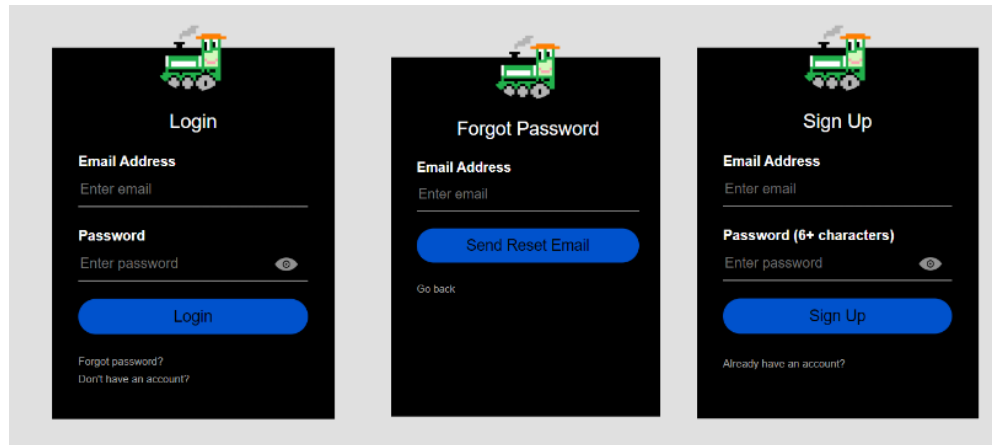 Login
Email Address
Enter email
Password
Enter password
Login
Forgot password?
Don't have an account?
Forgot Password
Email Address
Enter email
Send Reset Email
Go back
Sign Up
Email Address
Enter email
Password (6+ characters)
Enter password
Sign Up
Already have an account?